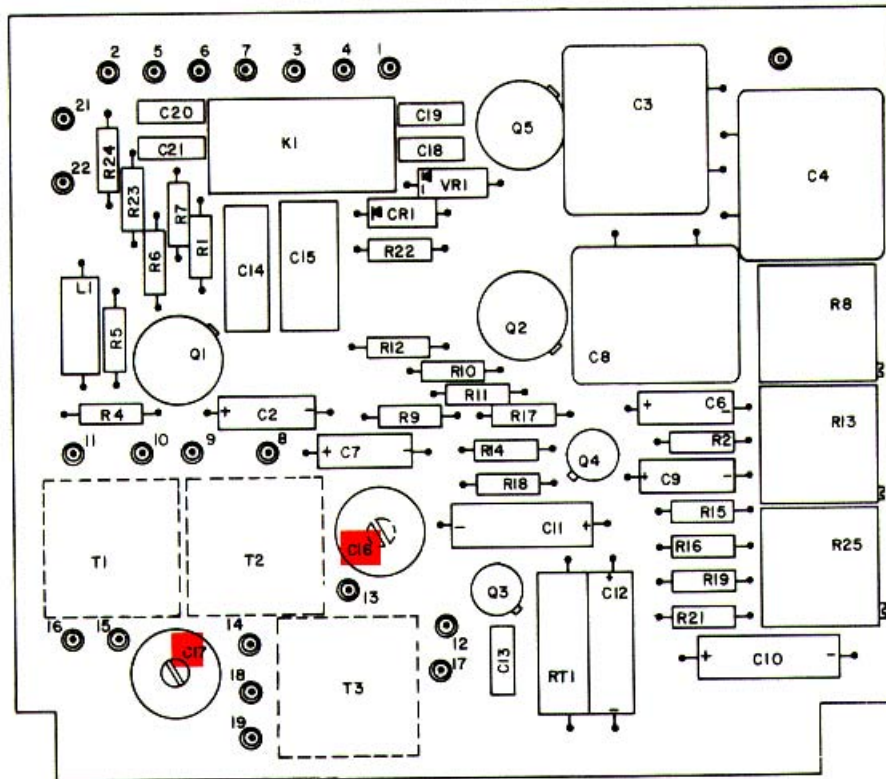 2 5 6 7 3 4 1
21
C20 C19
K1
C21 C18
Q5
C3
C4
R24
22
R23
R7
R1
R6
VR1
CR1
R22
C14
C15
L1
R5
Q1
Q2
C8
R8
R12
R10
R11
R4
+ C2 -
R9
R17
+ C6 -
R13
11 10 9 8
+ C7 -
R14
R2
Q4
+ C9 -
R18
T1
T2
C16
- C11 +
R15
R16
R25
13
Q3
+
C12
-
R19
R21
16 15
C17
14
12
17
C13
RT1
+ C10 -
18
T3
19